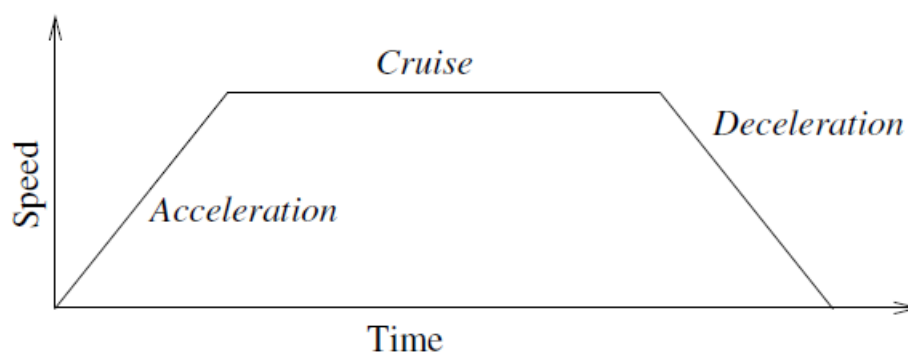 Cruise
Deceleration
Speed
Acceleration
Time